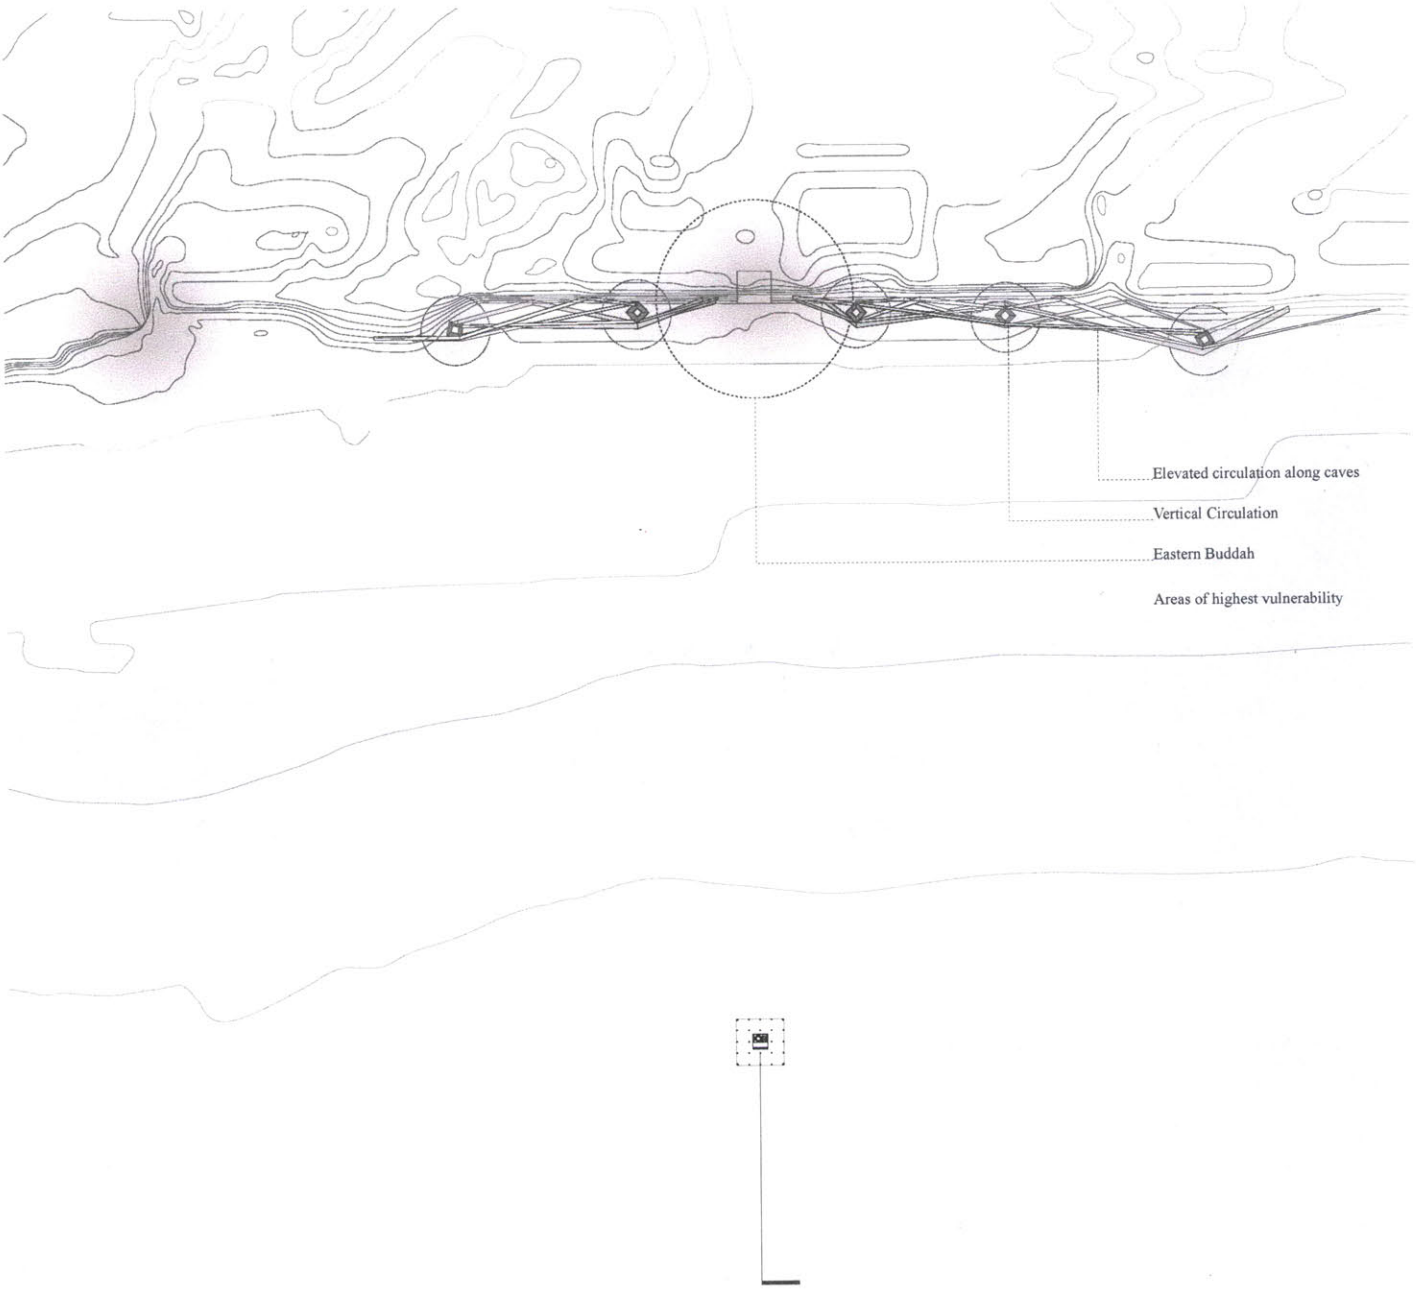 Elevated circulation along caves
Vertical Circulation
Eastern Buddah
Areas of highest vulnerability